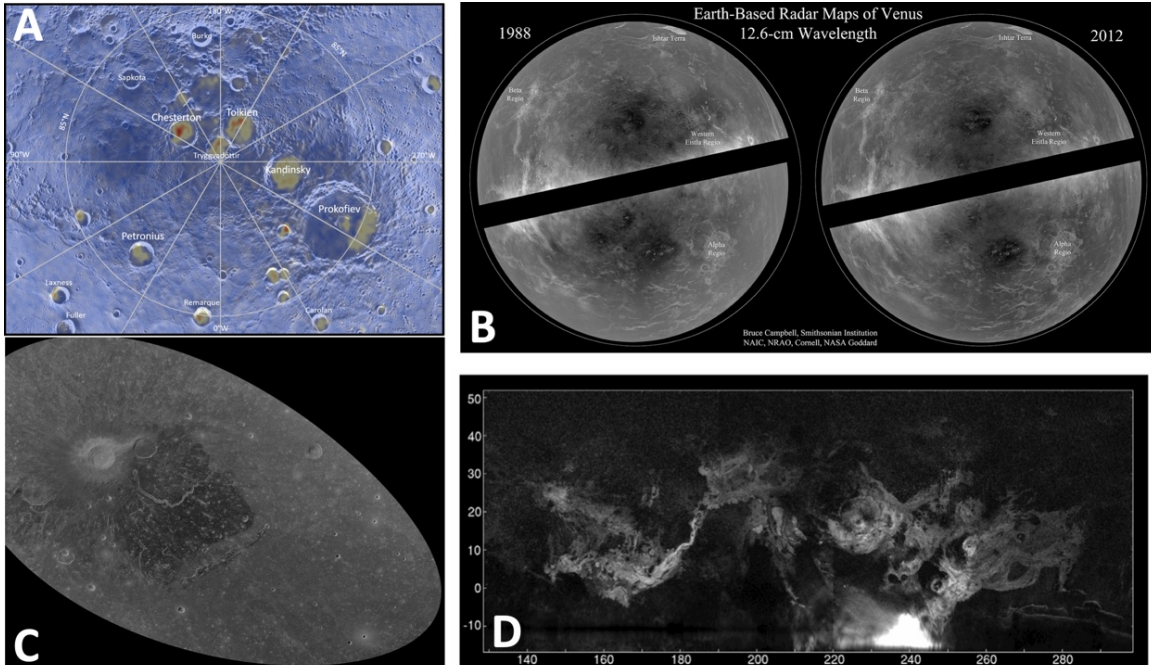 A
180°W
Burke
85°N
Sapkota
85°N
Chesterton
Tolkien
Tryggvadóttir
90°W
270°W
Kandinsky
Prokofiev
Petronius
Laxness
Fuller
Remarque
0°W
Carolan
Earth-Based Radar Maps of Venus
1988
12.6-cm Wavelength
2012
Ishtar Terra
Beta
Regio
Western
Eistla Regio
Alpha
Regio
Ishtar Terra
Beta
Regio
Western
Eistla Regio
Alpha
Regio
Bruce Campbell, Smithsonian Institution
NAIC, NRAO, Cornell, NASA Goddard
B
C
50
40
30
20
10
0
-10
D
140 160 180 200 220 240 260 280